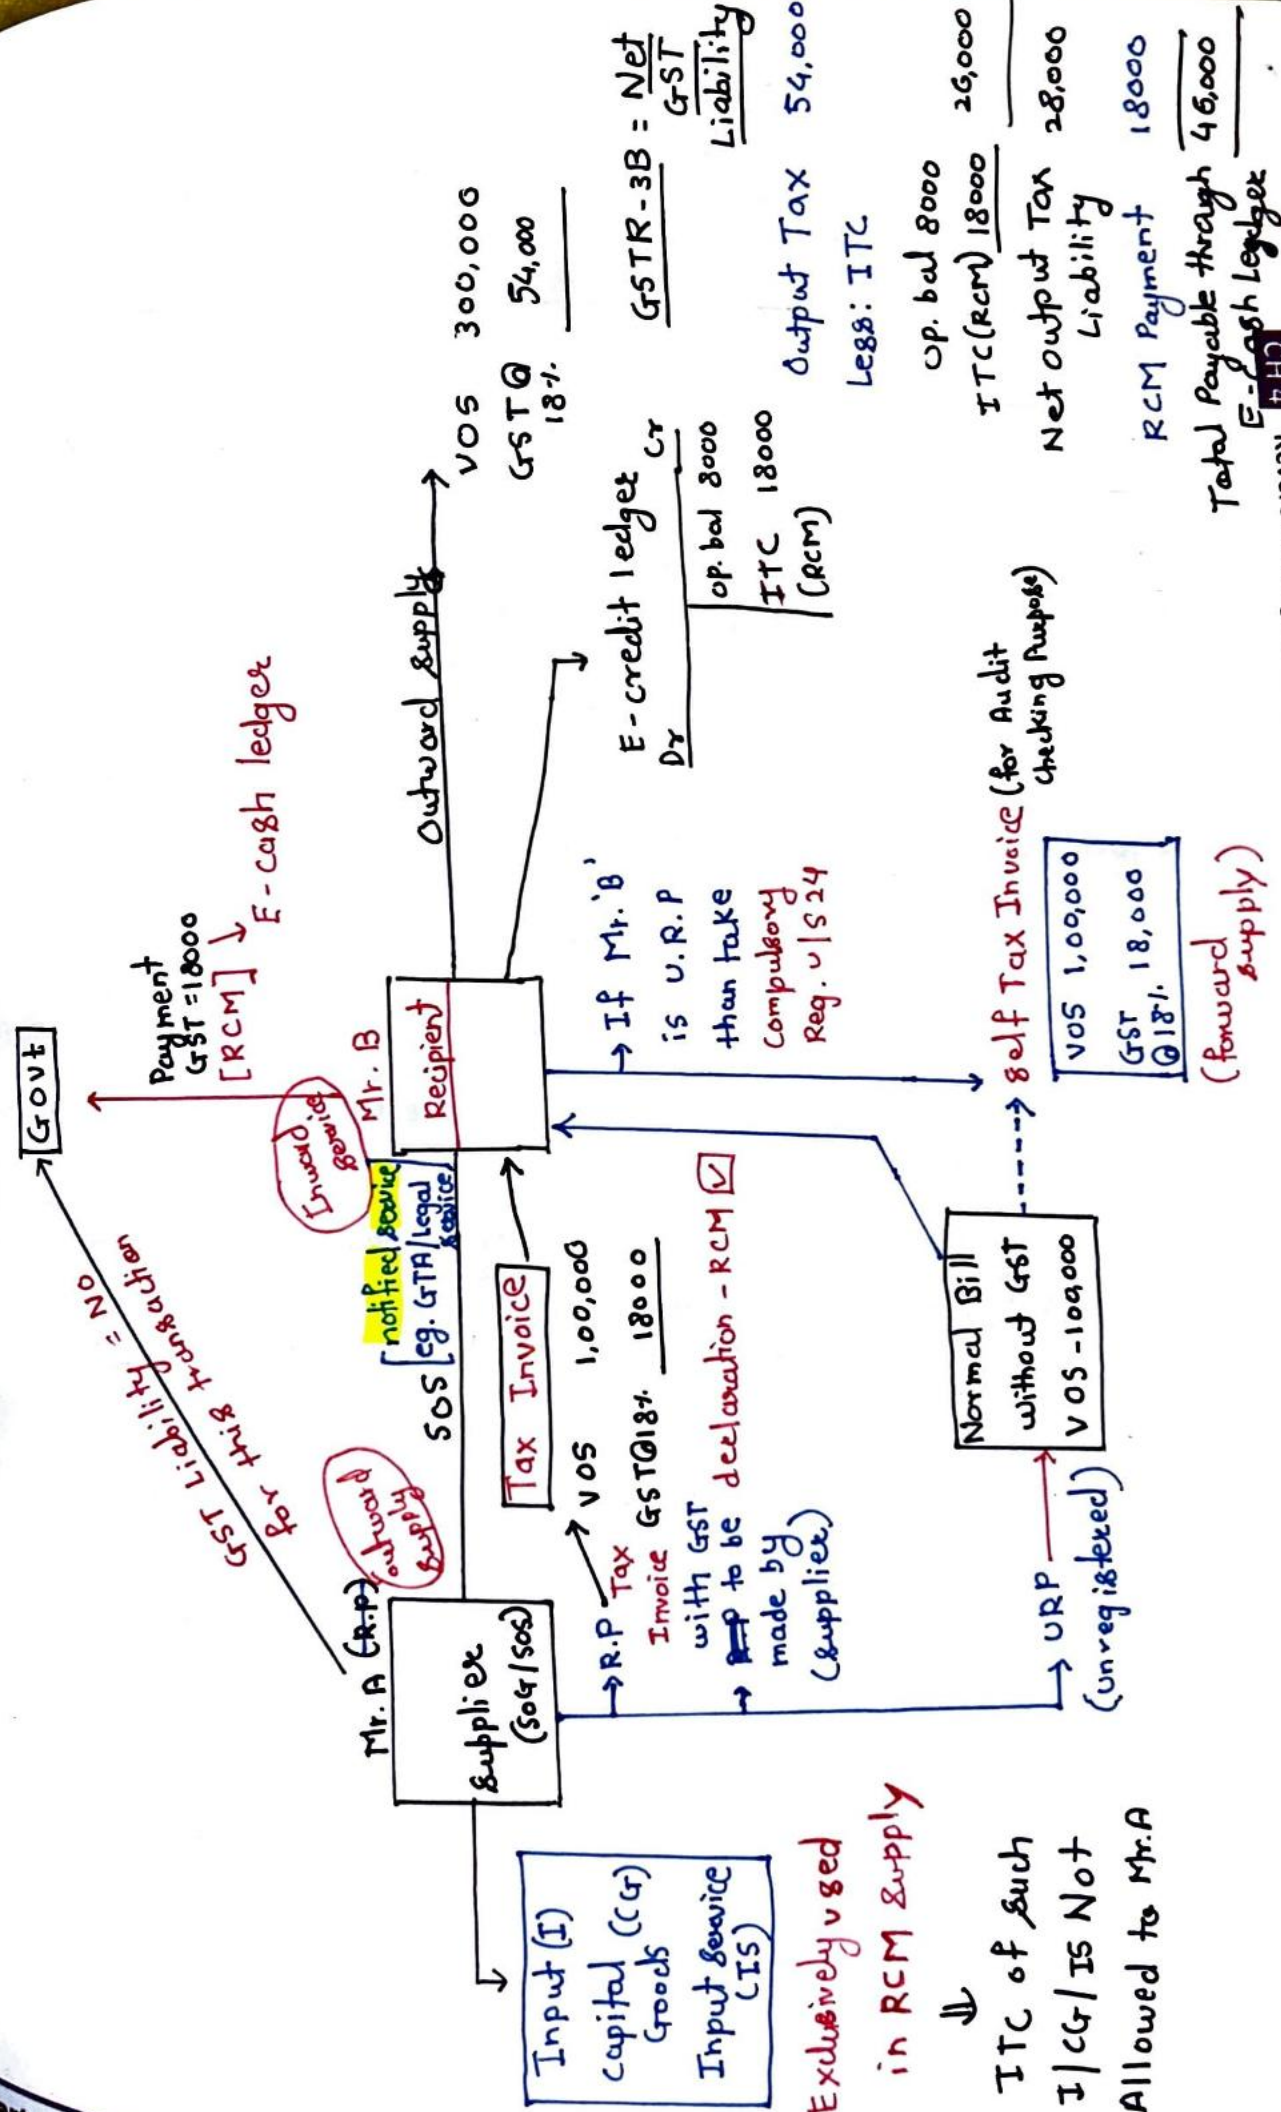 Govt
GST Liability = NO
for this transaction
Payment
GST = 18000
[RCM]
E-cash ledger
Mr. A (R.P)
outward
supply
Inward
service
Mr. B
Supplier
(SOG/SOS)
SOS
notified service
eg. GTA/Legal
service
Recipient
Outward supply
VOS 300,000
GST @
18%
54,000
Tax Invoice
R.P
VOS 1,00,000
Tax
Invoice
GST@18% 18000
with GST
to be declaration - RCM
made by
(supplier)
URP
(unregistered)
Normal Bill
without GST
VOS - 100,000
If Mr. 'B'
is U.R.P
than take
Compulsory
Reg. U/S 24
Self Tax Invoice (for Audit
checking Purpose)
VOS 1,00,000
GST
@18% 18,000
(forward
supply)
E-credit ledger
Dr Cr
op. bal 8000
ITC 18000
(RCM)
GSTR-3B = Net
GST
Liability
Output Tax 54,000
Less: ITC
op. bal 8000
ITC(RCM) 18000 26,000
Net output Tax 28,000
Liability
RCM Payment 18000
Total Payable through 46,000
E-cash Legdger
CH 4
Input (I)
Capital (CG)
Goods
Input Service
(IS)
Exclusively used
in RCM supply
ITC of such
I/CG/IS Not
Allowed to Mr. A